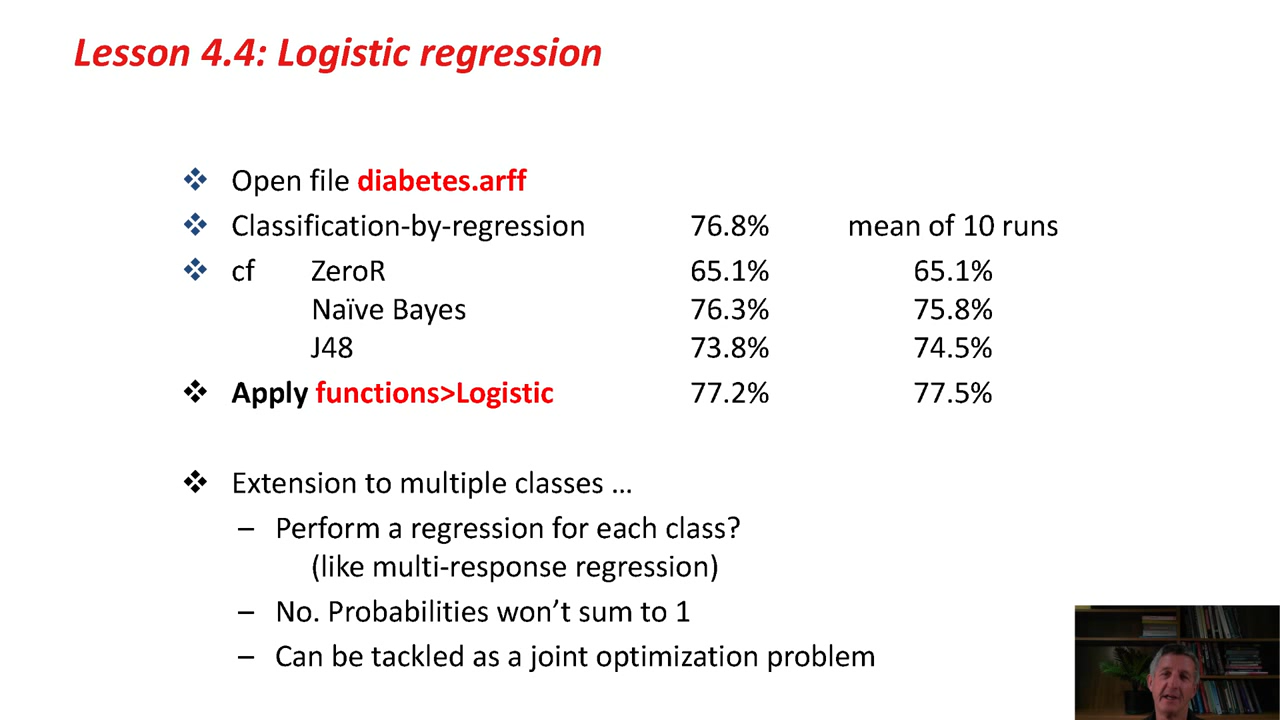 Lesson 4.4: Logistic regression
Open file diabetes.arff
Classification-by-regression 76.8% mean of 10 runs
cf ZeroR 65.1% 65.1%
Naïve Bayes 76.3% 75.8%
J48 73.8% 74.5%
Apply functions>Logistic 77.2% 77.5%
Extension to multiple classes …
– Perform a regression for each class?
(like multi-response regression)
– No. Probabilities won’t sum to 1
– Can be tackled as a joint optimization problem